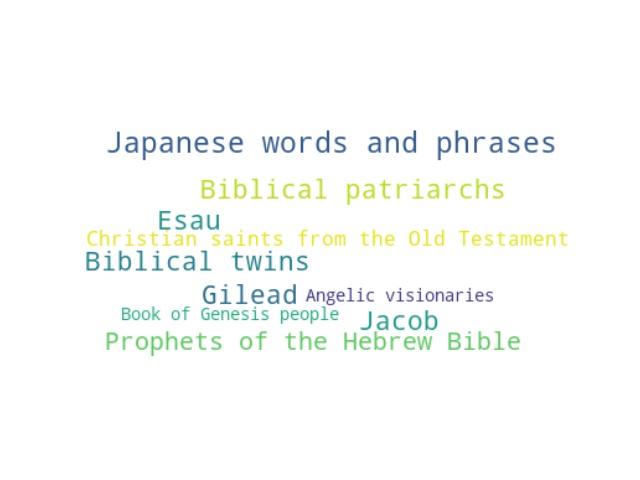 Japanese words and phrases
Biblical patriarchs
Esau
Christian saints from the Old Testament
Biblical twins
Gilead Angelic visionaries
Book of Genesis people
Jacob
Prophets of the Hebrew Bible